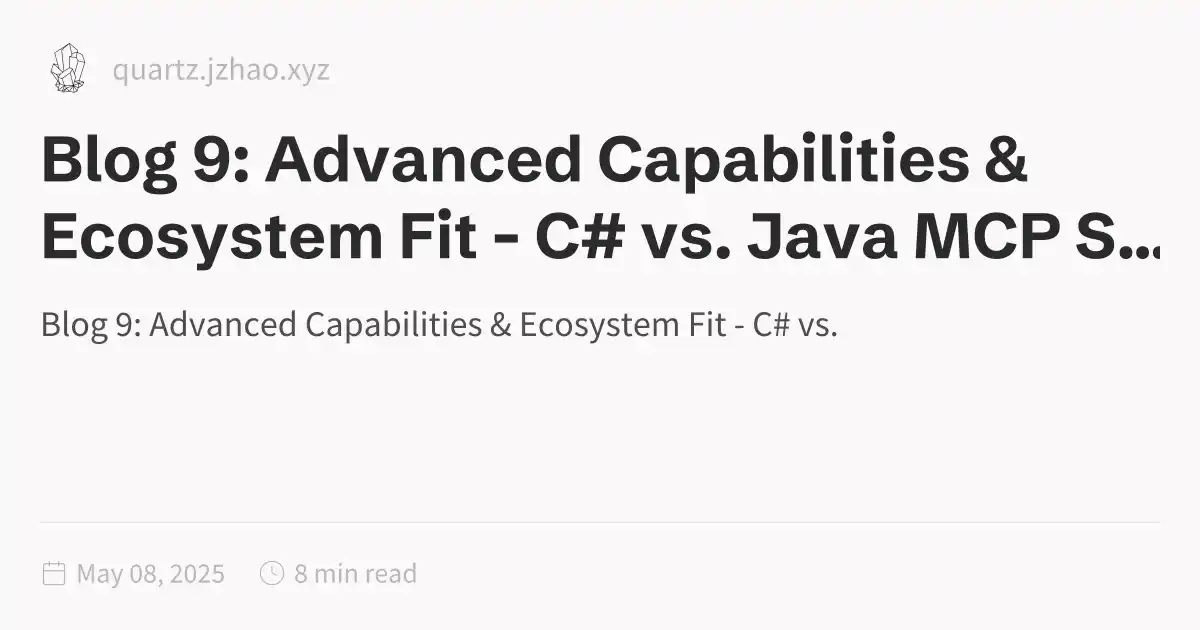 quartz.jzhao.xyz
Blog 9: Advanced Capabilities &
Ecosystem Fit - C# vs. Java MCP S...
Blog 9: Advanced Capabilities & Ecosystem Fit - C# vs.
May 08, 2025 8 min read